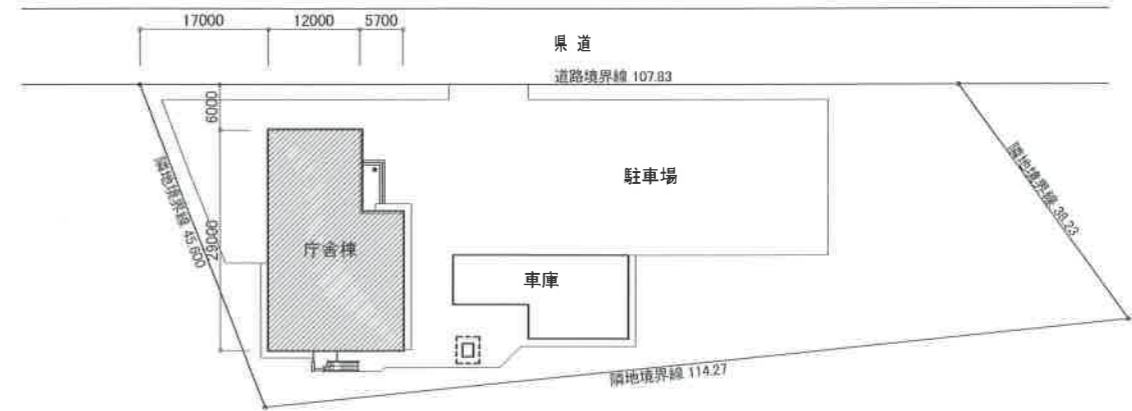 17000
12000
5700
県道
道路境界線 107.83
6000
隣地境界線 45.600
29000
庁舎棟
駐車場
車庫
隣地境界線 38.23
隣地境界線 114.27